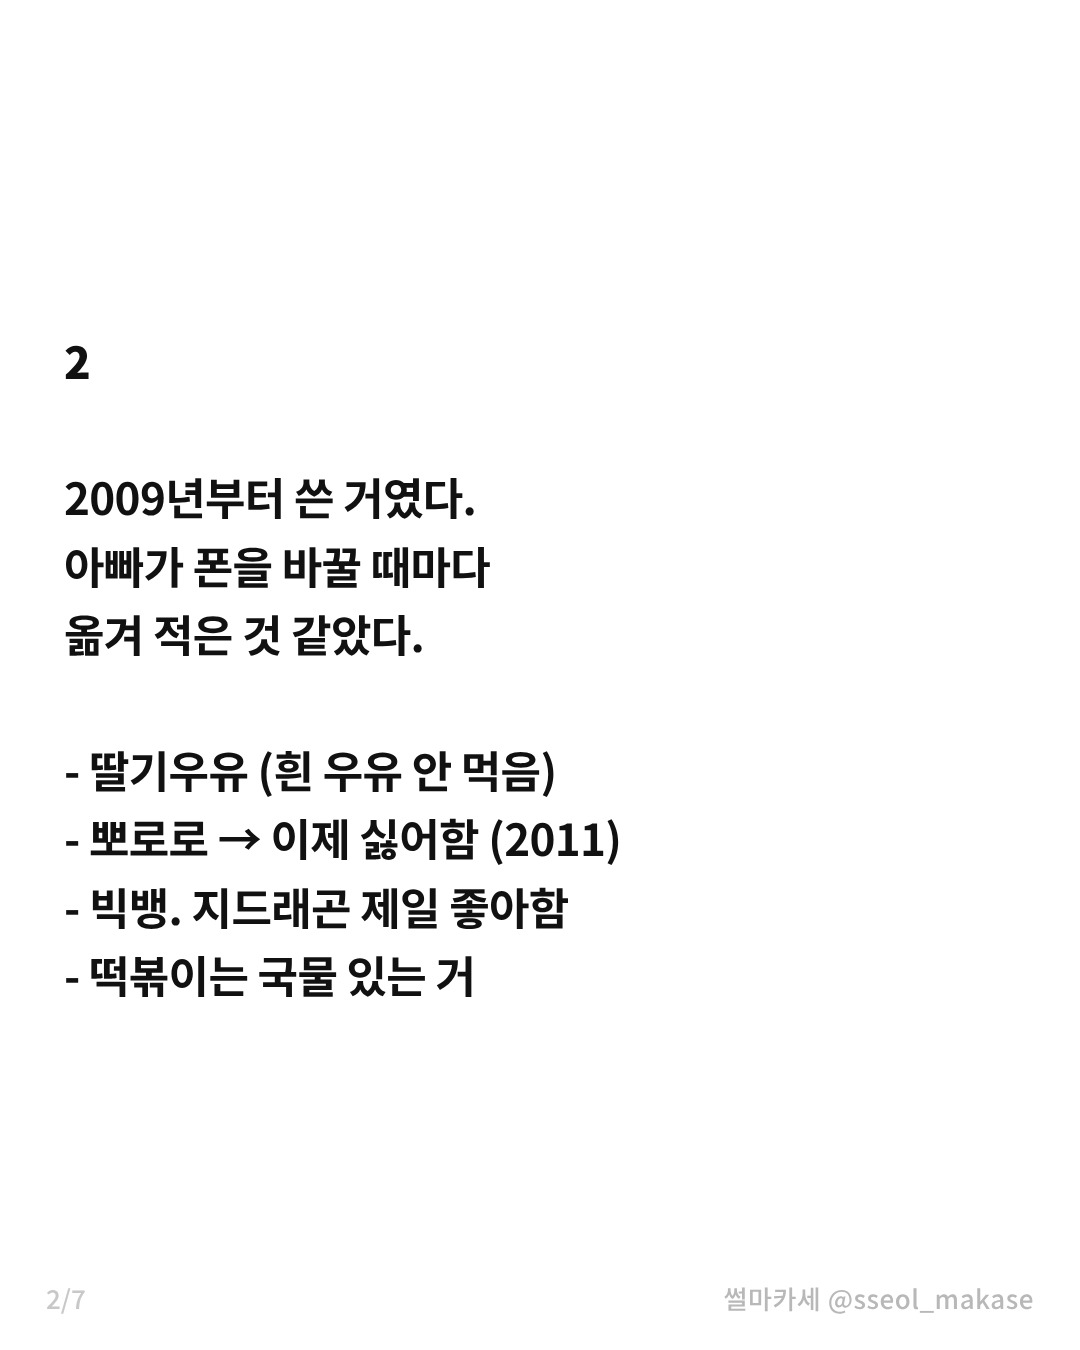 2
2009년부터 쓴 거였다.
아빠가 폰을 바꿀 때마다
옮겨 적은 것 같았다.
- 딸기우유 (흰 우유 안 먹음)
- 뽀로로 → 이제 싫어함 (2011)
- 빅뱅. 지드래곤 제일 좋아함
- 떡볶이는 국물 있는 거
2/7
썰마카세 @sseol_makase